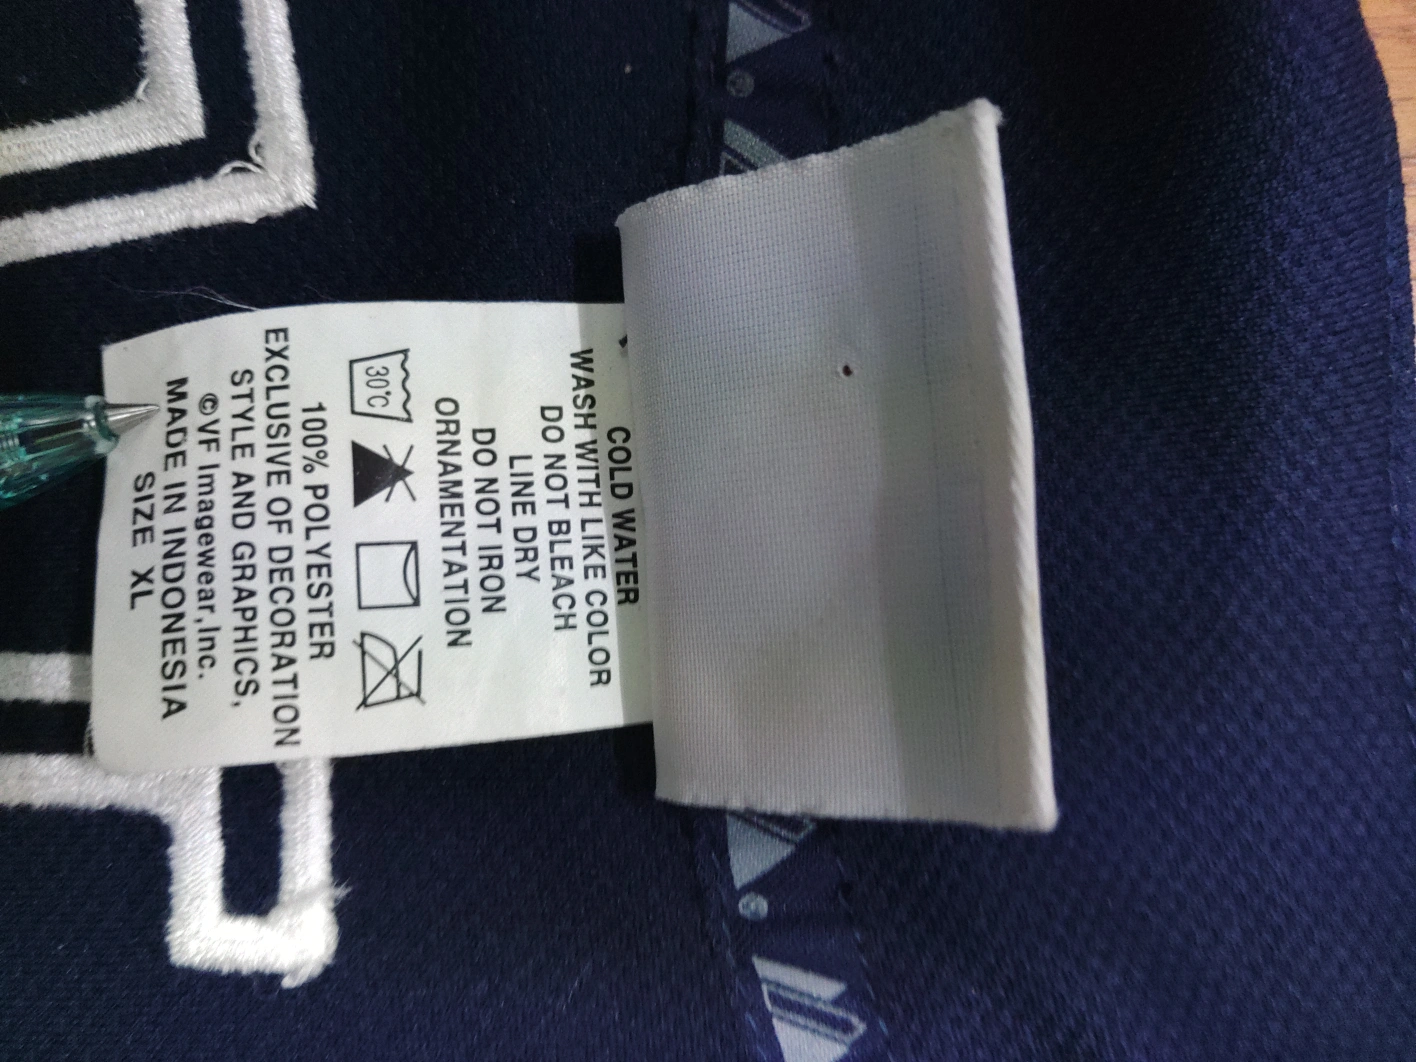 COLD WATER
WASH WITH LIKE COLOR
DO NOT BLEACH
LINE DRY
DO NOT IRON
ORNAMENTATION
30°C
100% POLYESTER
EXCLUSIVE OF DECORATION
STYLE AND GRAPHICS,
©VF Imagewear,Inc.
MADE IN INDONESIA
SIZE XL